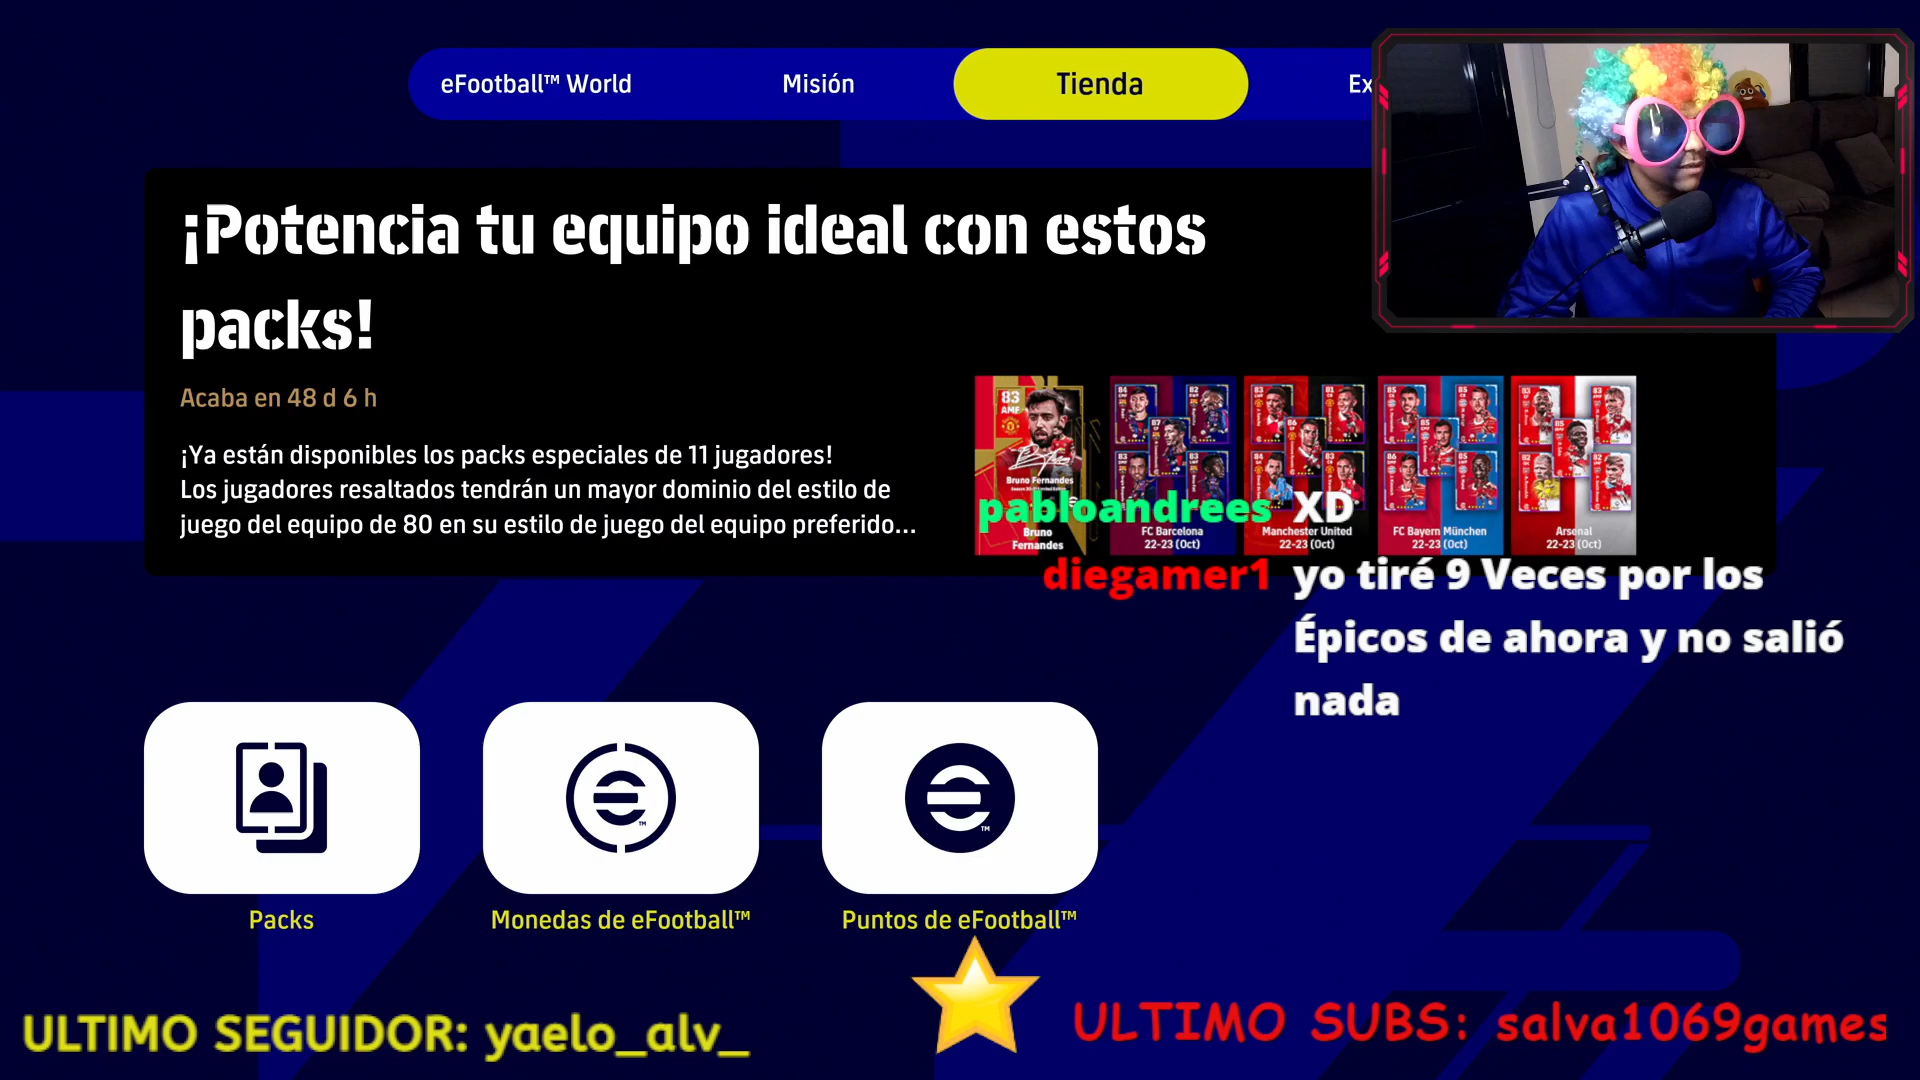 eFootball™ World
Misión
Tienda
Ex
¡Potencia tu equipo ideal con estos
packs!
Acaba en 48 d 6 h
¡Ya están disponibles los packs especiales de 11 jugadores!
Los jugadores resaltados tendrán un mayor dominio del estilo de
juego del equipo de 80 en su estilo de juego del equipo preferido...
83
AMF
Bruno Fernandes
Bruno
Fernandes
FC Barcelona
22-23 (Oct)
Manchester United
22-23 (Oct)
FC Bayern München
22-23 (Oct)
Arsenal
22-23 (Oct)
pabloandrees XD
diegamer1 yo tiré 9 Veces por los
Épicos de ahora y no salió
nada
Packs
Monedas de eFootball™
Puntos de eFootball™
ULTIMO SEGUIDOR: yaelo_alv_
ULTIMO SUBS: salva1069games